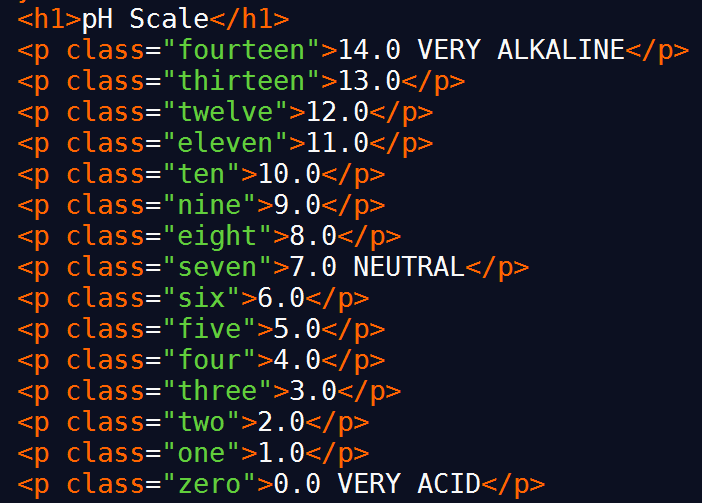 <h1>pH Scale</h1>
<p class="fourteen">14.0 VERY ALKALINE</p>
<p class="thirteen">13.0</p>
<p class="twelve">12.0</p>
<p class="eleven">11.0</p>
<p class="ten">10.0</p>
<p class="nine">9.0</p>
<p class="eight">8.0</p>
<p class="seven">7.0 NEUTRAL</p>
<p class="six">6.0</p>
<p class="five">5.0</p>
<p class="four">4.0</p>
<p class="three">3.0</p>
<p class="two">2.0</p>
<p class="one">1.0</p>
<p class="zero">0.0 VERY ACID</p>